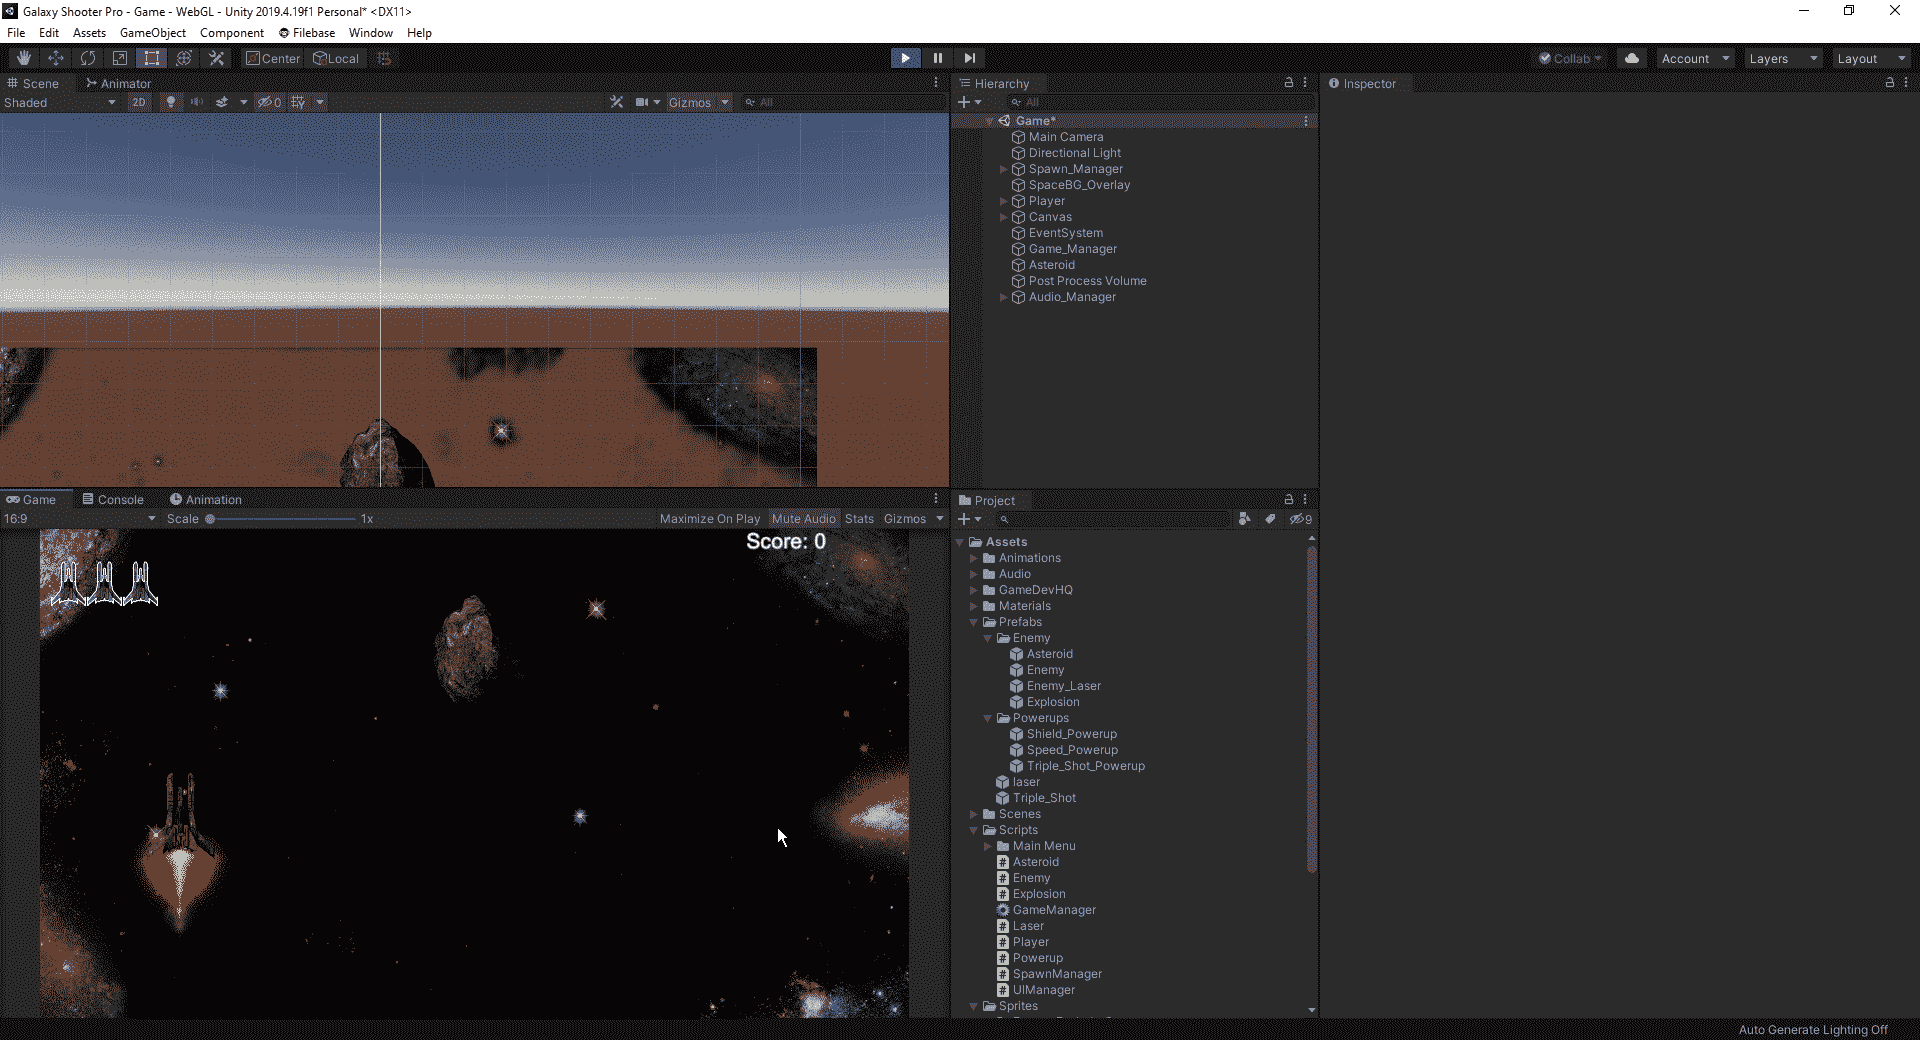 Galaxy Shooter Pro - Game - WebGL - Unity 2019.4.19f1 Personal* <DX11>
File Edit Assets GameObject Component Filebase Window Help
Center Local Collab Account Layers Layout
Scene Animator
Shaded 2D 0 Gizmos All
Hierarchy
All
Game*
Main Camera
Directional Light
Spawn_Manager
SpaceBG_Overlay
Player
Canvas
EventSystem
Game_Manager
Asteroid
Post Process Volume
Audio_Manager
Inspector
Game Console Animation
16:9 Scale 1x Maximize On Play Mute Audio Stats Gizmos
Score: 0
Project
9
Assets
Animations
Audio
GameDevHQ
Materials
Prefabs
Enemy
Asteroid
Enemy
Enemy_Laser
Explosion
Powerups
Shield_Powerup
Speed_Powerup
Triple_Shot_Powerup
laser
Triple_Shot
Scenes
Scripts
Main Menu
Asteroid
Enemy
Explosion
GameManager
Laser
Player
Powerup
SpawnManager
UIManager
Sprites
Auto Generate Lighting Off